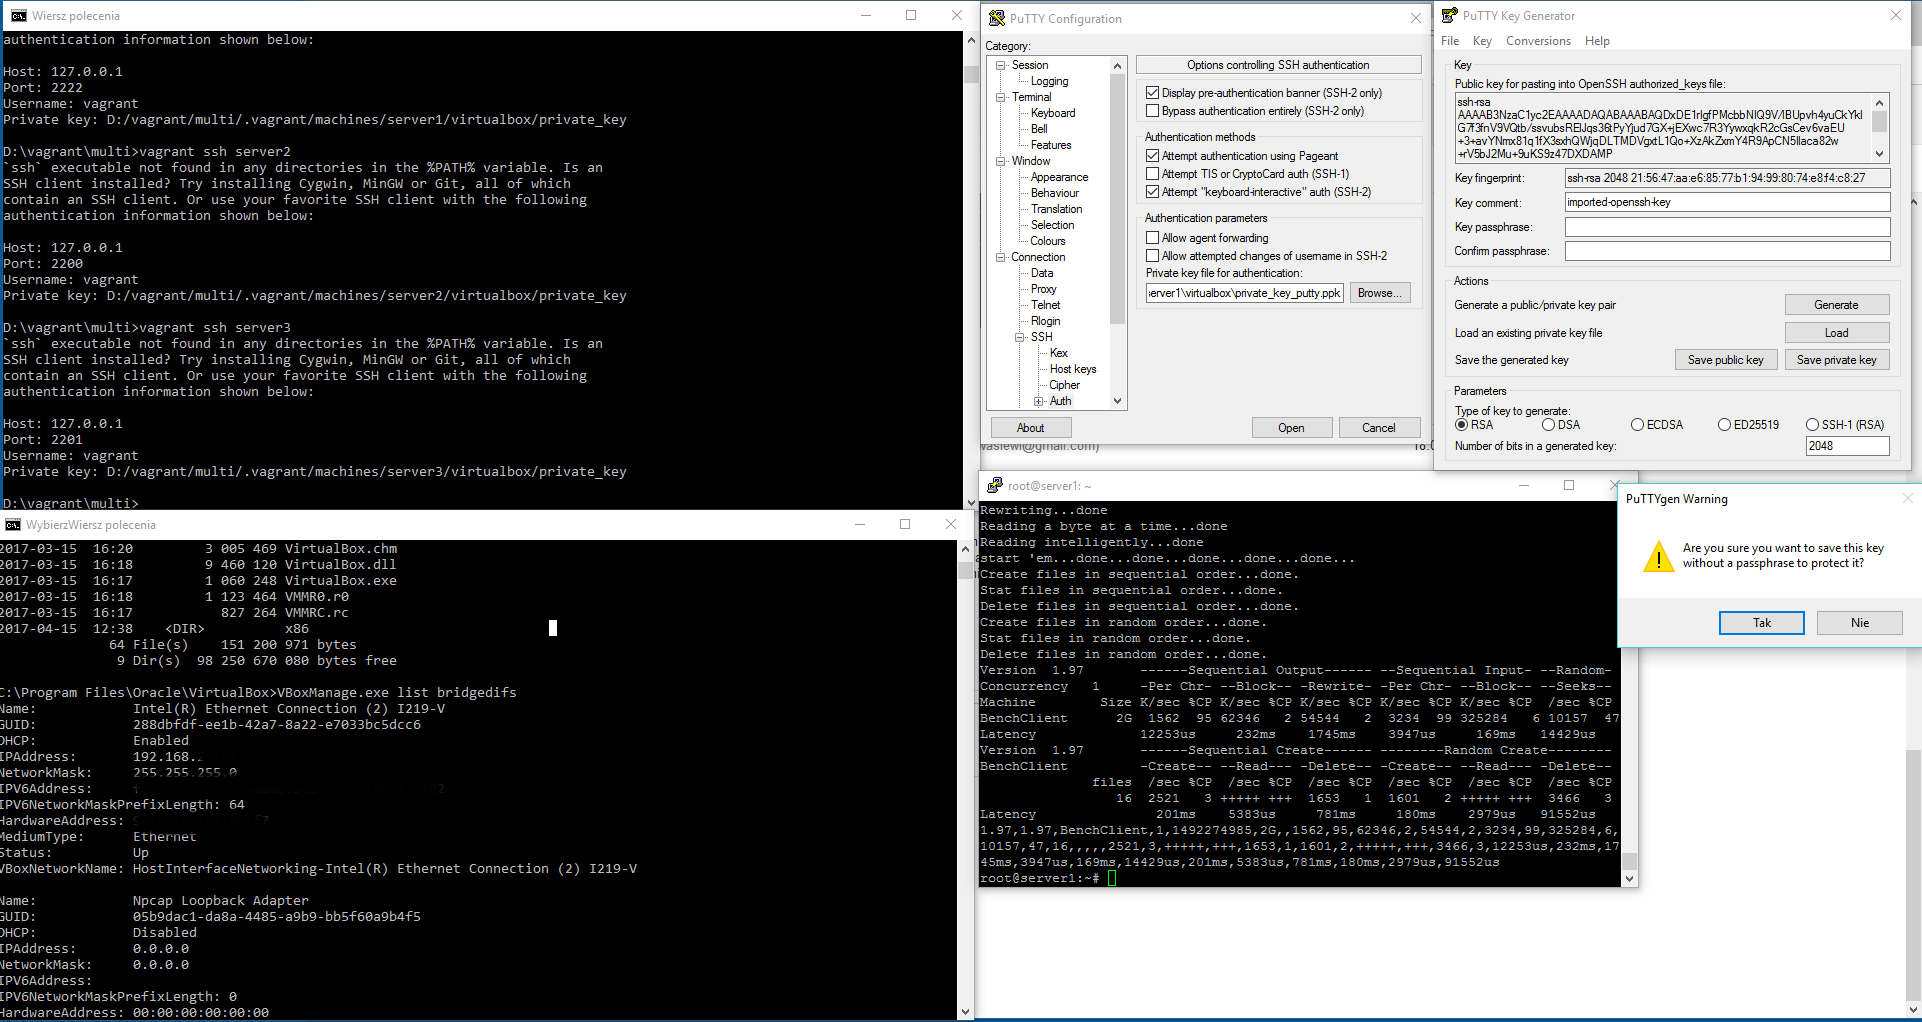 Wiersz polecenia
authentication information shown below:
Host: 127.0.0.1
Port: 2222
Username: vagrant
Private key: D:/vagrant/multi/.vagrant/machines/server1/virtualbox/private_key
D:\vagrant\multi>vagrant ssh server2
`ssh` executable not found in any directories in the %PATH% variable. Is an
SSH client installed? Try installing Cygwin, MinGW or Git, all of which
contain an SSH client. Or use your favorite SSH client with the following
authentication information shown below:
Host: 127.0.0.1
Port: 2200
Username: vagrant
Private key: D:/vagrant/multi/.vagrant/machines/server2/virtualbox/private_key
D:\vagrant\multi>vagrant ssh server3
`ssh` executable not found in any directories in the %PATH% variable. Is an
SSH client installed? Try installing Cygwin, MinGW or Git, all of which
contain an SSH client. Or use your favorite SSH client with the following
authentication information shown below:
Host: 127.0.0.1
Port: 2201
Username: vagrant
Private key: D:/vagrant/multi/.vagrant/machines/server3/virtualbox/private_key
D:\vagrant\multi>
WybierzWiersz polecenia
2017-03-15  16:20         3 005 469 VirtualBox.chm
2017-03-15  16:18         9 460 120 VirtualBox.dll
2017-03-15  16:17         1 060 248 VirtualBox.exe
2017-03-15  16:18         1 123 464 VMMR0.r0
2017-03-15  16:17           827 264 VMMRC.rc
2017-04-15  12:38    <DIR>          x86
64 File(s)    151 200 971 bytes
9 Dir(s)  98 250 670 080 bytes free
C:\Program Files\Oracle\VirtualBox>VBoxManage.exe list bridgedifs
Name:            Intel(R) Ethernet Connection (2) I219-V
GUID:            288dbfdf-ee1b-42a7-8a22-e7033bc5dcc6
DHCP:            Enabled
IPAddress:       192.168.
NetworkMask:     255.255.255.0
IPV6Address:
IPV6NetworkMaskPrefixLength: 64
HardwareAddress:
MediumType:      Ethernet
Status:          Up
VBoxNetworkName: HostInterfaceNetworking-Intel(R) Ethernet Connection (2) I219-V
Name:            Npcap Loopback Adapter
GUID:            05b9dac1-da8a-4485-a9b9-bb5f60a9b4f5
DHCP:            Disabled
IPAddress:       0.0.0.0
NetworkMask:     0.0.0.0
IPV6Address:
IPV6NetworkMaskPrefixLength: 0
HardwareAddress: 00:00:00:00:00:00
PuTTY Configuration
Category:
Session
Logging
Terminal
Keyboard
Bell
Features
Window
Appearance
Behaviour
Translation
Selection
Colours
Connection
Data
Proxy
Telnet
Rlogin
SSH
Kex
Host keys
Cipher
Auth
Options controlling SSH authentication
Display pre-authentication banner (SSH-2 only)
Bypass authentication entirely (SSH-2 only)
Authentication methods
Attempt authentication using Pageant
Attempt TIS or CryptoCard auth (SSH-1)
Attempt "keyboard-interactive" auth (SSH-2)
Authentication parameters
Allow agent forwarding
Allow attempted changes of username in SSH-2
Private key file for authentication:
erver1\virtualbox\private_key_putty.ppk Browse...
About Open Cancel
PuTTY Key Generator
File Key Conversions Help
Key
Public key for pasting into OpenSSH authorized_keys file:
ssh-rsa
Key fingerprint: ssh-rsa 2048 21:56:47:aa:e6:85:77:b1:94:99:80:74:e8:f4:c8:27
Key comment: imported-openssh-key
Key passphrase:
Confirm passphrase:
Actions
Generate a public/private key pair Generate
Load an existing private key file Load
Save the generated key Save public key Save private key
Parameters
Type of key to generate:
RSA DSA ECDSA ED25519 SSH-1 (RSA)
Number of bits in a generated key: 2048
root@server1: ~
Rewriting...done
Reading a byte at a time...done
Reading intelligently...done
start 'em...done...done...done...done...done...
Create files in sequential order...done.
Stat files in sequential order...done.
Delete files in sequential order...done.
Create files in random order...done.
Stat files in random order...done.
Delete files in random order...done.
Version  1.97       ------Sequential Output------ --Sequential Input- --Random-
Concurrency   1     -Per Chr- --Block-- -Rewrite- -Per Chr- --Block-- --Seeks--
Machine        Size K/sec %CP K/sec %CP K/sec %CP K/sec %CP K/sec %CP  /sec %CP
BenchClient      2G  1562  95 62346   2 54544   2  3234  99 325284   6 10157  47
Latency             12253us     232ms    1745ms    3947us     169ms   14429us
Version  1.97       ------Sequential Create------ --------Random Create--------
BenchClient         -Create-- --Read--- -Delete-- -Create-- --Read--- -Delete--
files  /sec %CP  /sec %CP  /sec %CP  /sec %CP  /sec %CP  /sec %CP
16  2521   3 +++++ +++  1653   1  1601   2 +++++ +++  3466   3
Latency               201ms    5383us     781ms     180ms    2979us   91552us
1.97,1.97,BenchClient,1,1492274985,2G,,1562,95,62346,2,54544,2,3234,99,325284,6,
10157,47,16,,,,,2521,3,+++++,+++,1653,1,1601,2,+++++,+++,3466,3,12253us,232ms,17
45ms,3947us,169ms,14429us,201ms,5383us,781ms,180ms,2979us,91552us
root@server1:~#
PuTTYgen Warning
Are you sure you want to save this key
without a passphrase to protect it?
Tak Nie